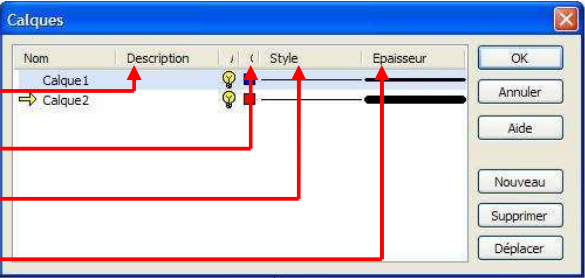 Calques
Nom Description / ( Style Epaisseur
Calque1
Calque2
OK
Annuler
Aide
Nouveau
Supprimer
Déplacer